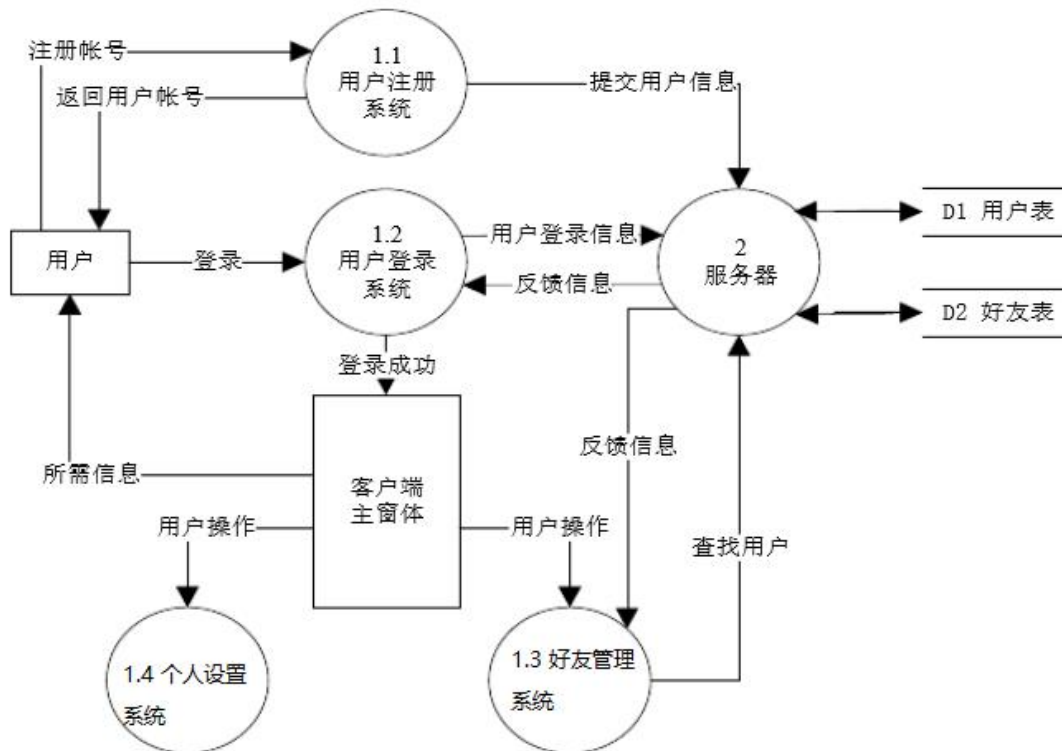 注册帐号
1.1
用户注册
系统
返回用户帐号
提交用户信息
用户
登录
1.2
用户登录
系统
用户登录信息
反馈信息
2
服务器
D1 用户表
D2 好友表
登录成功
所需信息
客户端
主窗体
反馈信息
用户操作
用户操作
查找用户
1.4 个人设置
系统
1.3 好友管理
系统